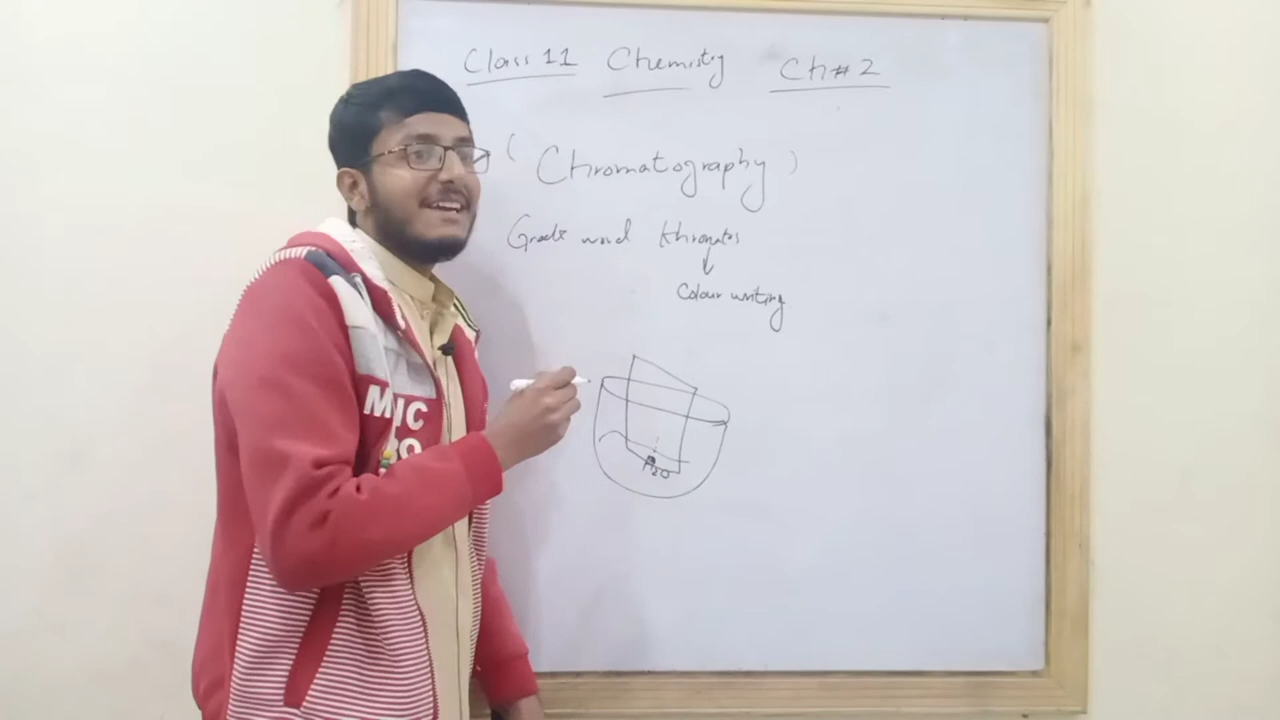 Class 11 Chemistry Ch# 2
( Chromatography )
Greek word Khromatos
↓
Colour writing
H2O